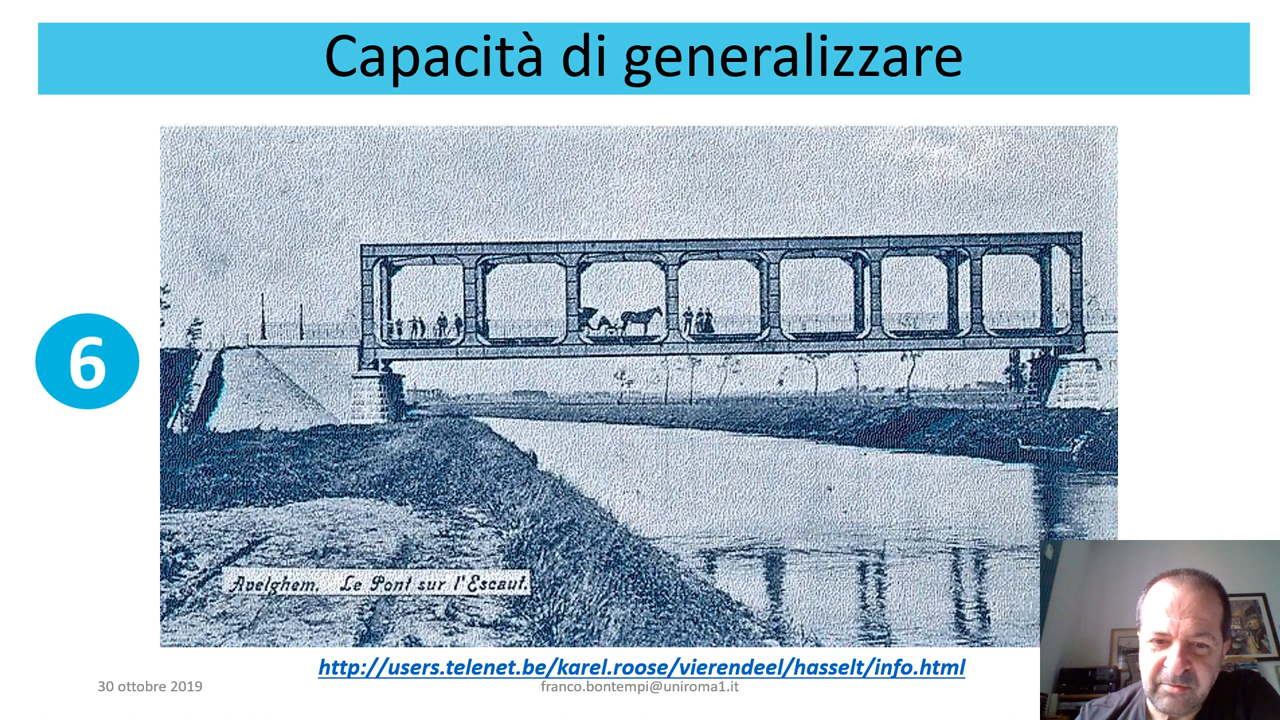 Capacità di generalizzare
6
Avelghem. Le Pont sur l'Escaut.
http://users.telenet.be/karel.roose/vierendeel/hasselt/info.html
30 ottobre 2019
franco.bontempi@uniroma1.it